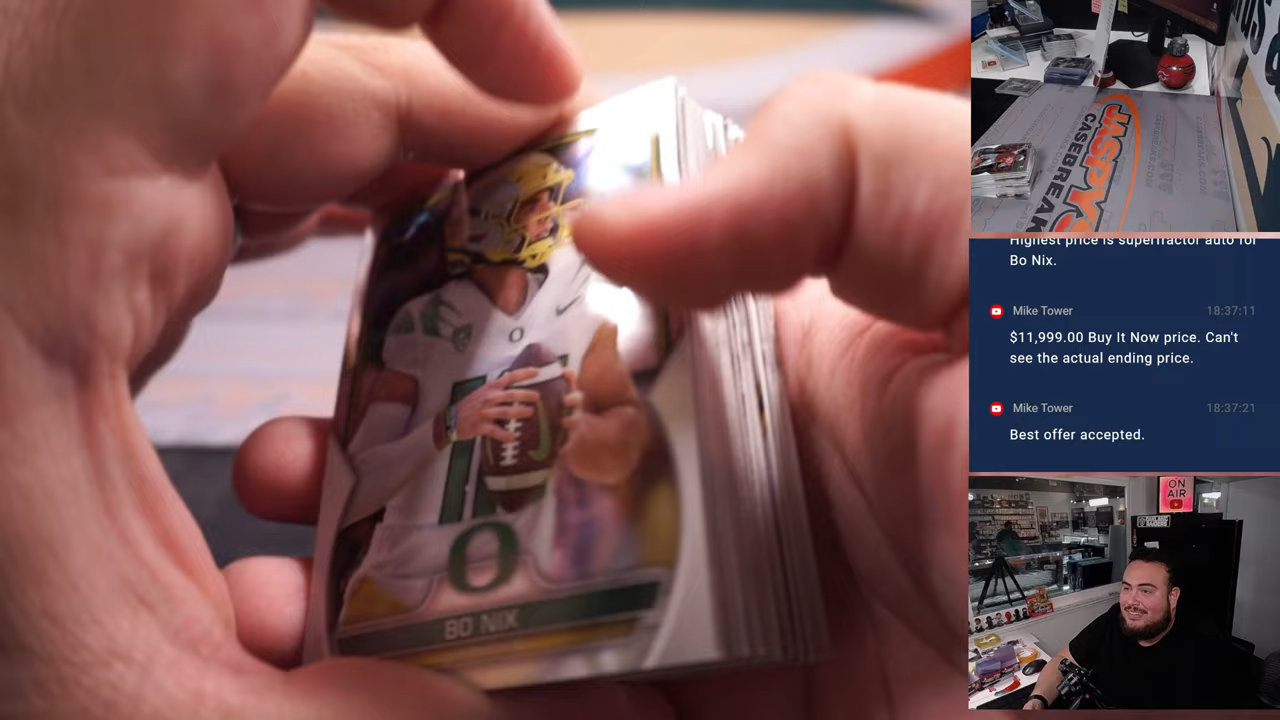 O
O
BO NIX
JASPY'S
CASEBREAK
Highest price is superfractor auto for
Bo Nix.
Mike Tower
18:37:11
$11,999.00 Buy It Now price. Can't
see the actual ending price.
Mike Tower
18:37:21
Best offer accepted.
ON
AIR